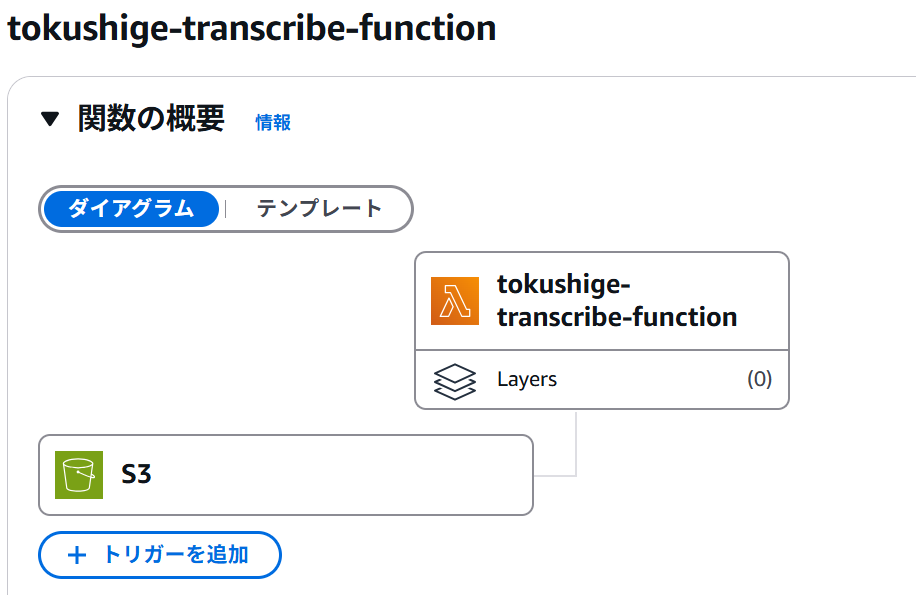 tokushige-transcribe-function
関数の概要 情報
ダイアグラム | テンプレート
tokushige-
transcribe-function
Layers (0)
S3
+ トリガーを追加